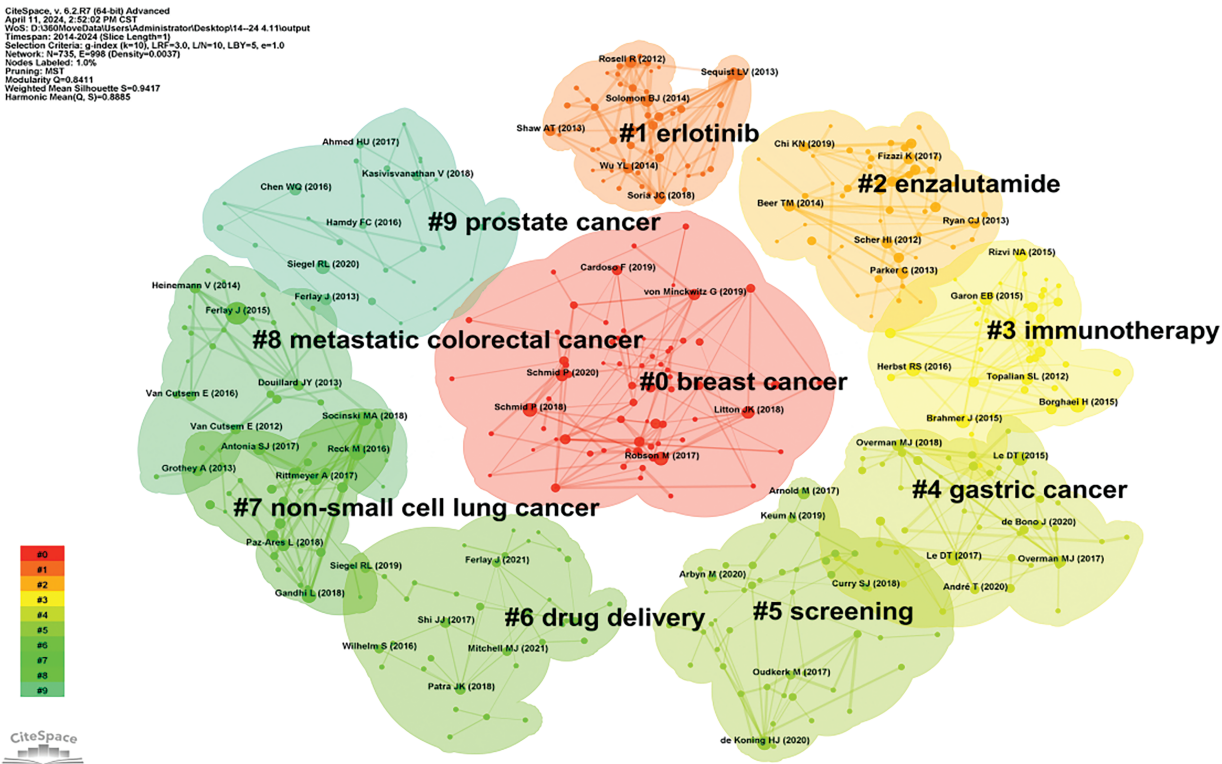 CiteSpace, v. 6.2.R7 (64-bit) Advanced
April 11, 2024, 2:52:02 PM CST
WoS: D:\360MoveData\Users\Administrator\Desktop\14--24 4.11\output
Timespan: 2014-2024 (Slice Length=1)
Selection Criteria: g-index (k=10), LRF=3.0, L/N=10, LBY=5, e=1.0
Network: N=735, E=998 (Density=0.0037)
Nodes Labeled: 1.0%
Pruning: MST
Modularity Q=0.8411
Weighted Mean Silhouette S=0.9417
Harmonic Mean(Q, S)=0.8885
Rosell R (2012)
Sequist LV (2013)
Solomon BJ (2014)
Shaw AT (2013)
#1 erlotinib
Wu YL (2014)
Soria JC (2018)
Chi KN (2019)
Fizazi K (2017)
#2 enzalutamide
Beer TM (2014)
Ryan CJ (2013)
Scher HI (2012)
Parker C (2013)
Ahmed HU (2017)
Kasivisvanathan V (2018)
Chen WQ (2016)
Hamdy FC (2016)
#9 prostate cancer
Siegel RL (2020)
Ferlay J (2013)
Rizvi NA (2015)
Garon EB (2015)
#3 immunotherapy
Herbst RS (2016)
Topalian SL (2012)
Borghaei H (2015)
Brahmer J (2015)
Cardoso F (2019)
von Minckwitz G (2019)
Schmid P (2020)
#0 breast cancer
Schmid P (2018)
Litton JK (2018)
Robson M (2017)
Heinemann V (2014)
Ferlay J (2015)
#8 metastatic colorectal cancer
Douillard JY (2013)
Van Cutsem E (2016)
Socinski MA (2018)
Van Cutsem E (2012)
Antonia SJ (2017)
Reck M (2016)
Grothey A (2013)
Rittmeyer A (2017)
#7 non-small cell lung cancer
Paz-Ares L (2018)
Gandhi L (2018)
Overman MJ (2018)
Le DT (2015)
#4 gastric cancer
de Bono J (2020)
Le DT (2017)
Overman MJ (2017)
André T (2020)
Arnold M (2017)
Keum N (2019)
Arbyn M (2020)
Curry SJ (2018)
#5 screening
Oudkerk M (2017)
de Koning HJ (2020)
Siegel RL (2019)
Ferlay J (2021)
Shi JJ (2017)
#6 drug delivery
Wilhelm S (2016)
Mitchell MJ (2021)
Patra JK (2018)
#0
#1
#2
#3
#4
#5
#6
#7
#8
#9
CiteSpace